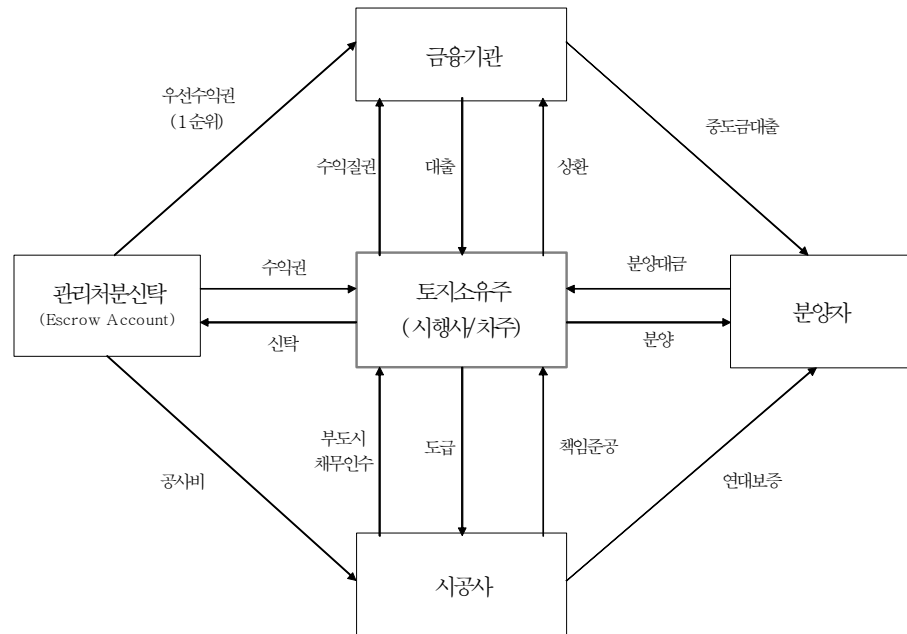 금융기관
우선수익권
(1순위)
중도금대출
수익질권
대출
상환
관리처분신탁
(Escrow Account)
수익권
신탁
토지소유주
( 시행사/차주)
분양대금
분양
분양자
부도시
채무인수
도급
책임준공
공사비
연대보증
시공사